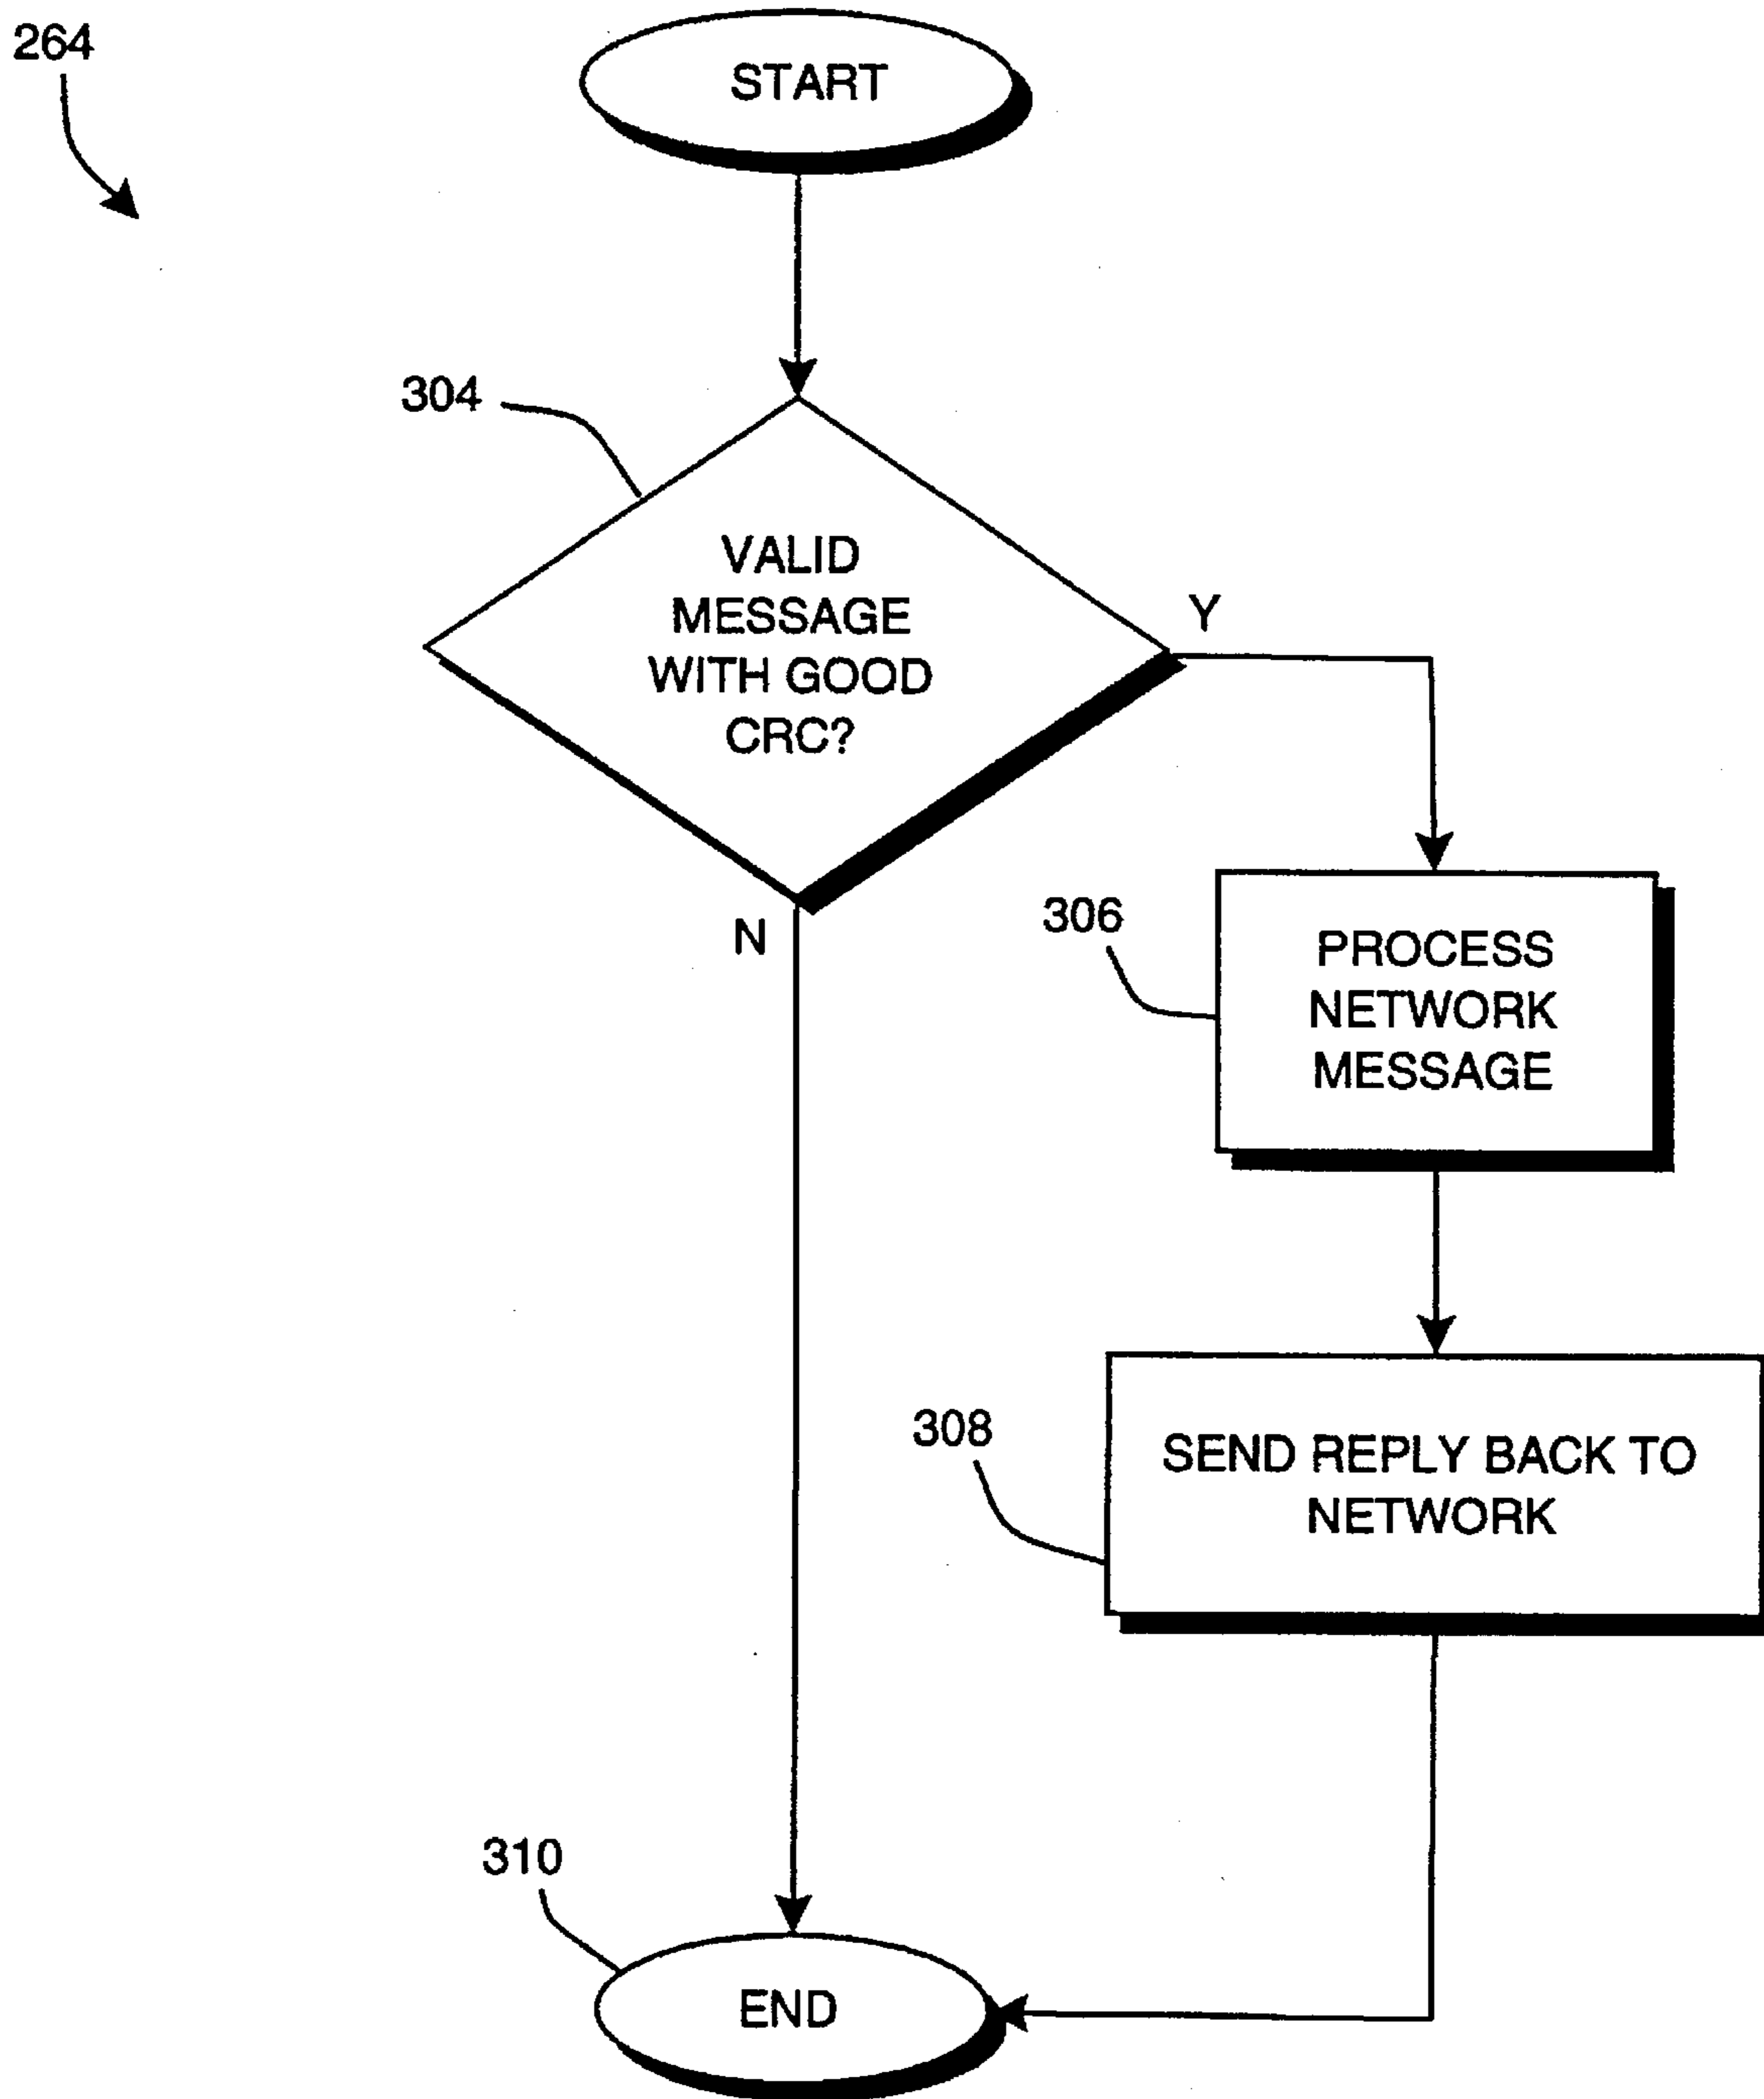 264
START
304
VALID
MESSAGE
WITH GOOD
CRC?
Y
N
306
PROCESS
NETWORK
MESSAGE
308
SEND REPLY BACK TO
NETWORK
310
END